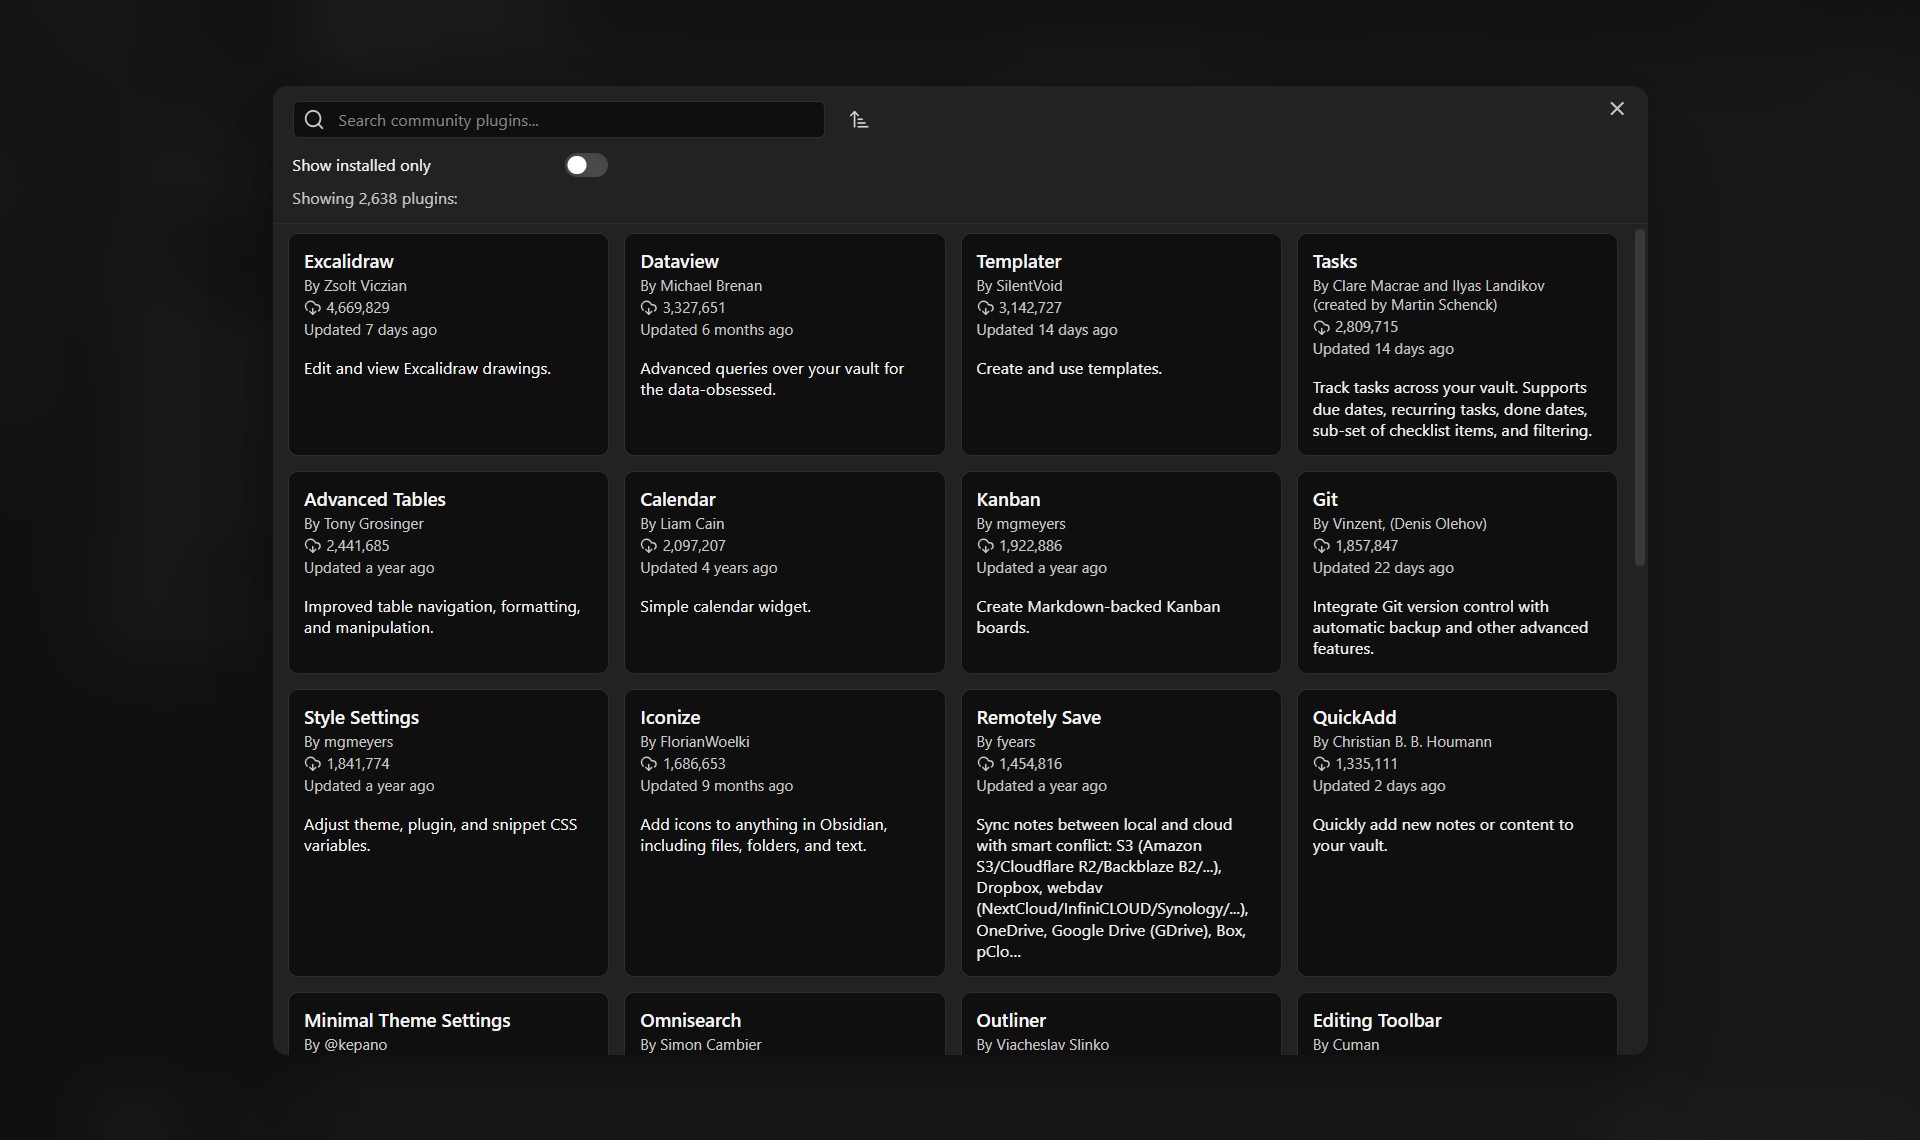 Search community plugins...
Show installed only
Showing 2,638 plugins:
Excalidraw
By Zsolt Viczian
4,669,829
Updated 7 days ago
Edit and view Excalidraw drawings.
Dataview
By Michael Brenan
3,327,651
Updated 6 months ago
Advanced queries over your vault for
the data-obsessed.
Templater
By SilentVoid
3,142,727
Updated 14 days ago
Create and use templates.
Tasks
By Clare Macrae and Ilyas Landikov
(created by Martin Schenck)
2,809,715
Updated 14 days ago
Track tasks across your vault. Supports
due dates, recurring tasks, done dates,
sub-set of checklist items, and filtering.
Advanced Tables
By Tony Grosinger
2,441,685
Updated a year ago
Improved table navigation, formatting,
and manipulation.
Calendar
By Liam Cain
2,097,207
Updated 4 years ago
Simple calendar widget.
Kanban
By mgmeyers
1,922,886
Updated a year ago
Create Markdown-backed Kanban
boards.
Git
By Vinzent, (Denis Olehov)
1,857,847
Updated 22 days ago
Integrate Git version control with
automatic backup and other advanced
features.
Style Settings
By mgmeyers
1,841,774
Updated a year ago
Adjust theme, plugin, and snippet CSS
variables.
Iconize
By FlorianWoelki
1,686,653
Updated 9 months ago
Add icons to anything in Obsidian,
including files, folders, and text.
Remotely Save
By fyears
1,454,816
Updated a year ago
Sync notes between local and cloud
with smart conflict: S3 (Amazon
S3/Cloudflare R2/Backblaze B2/...),
Dropbox, webdav
(NextCloud/InfiniCLOUD/Synology/...),
OneDrive, Google Drive (GDrive), Box,
pClo...
QuickAdd
By Christian B. B. Houmann
1,335,111
Updated 2 days ago
Quickly add new notes or content to
your vault.
Minimal Theme Settings
By @kepano
Omnisearch
By Simon Cambier
Outliner
By Viacheslav Slinko
Editing Toolbar
By Cuman